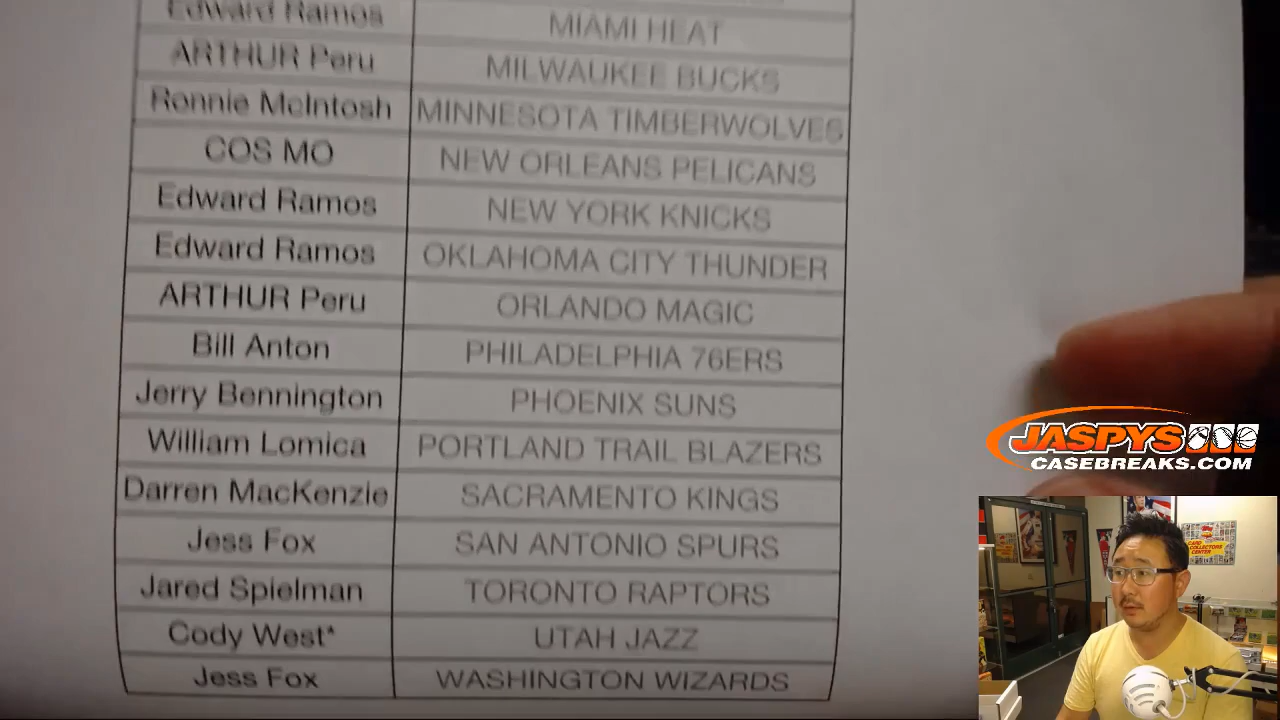 Edward Ramos MIAMI HEAT
ARTHUR Peru MILWAUKEE BUCKS
Ronnie McIntosh MINNESOTA TIMBERWOLVES
COS MO NEW ORLEANS PELICANS
Edward Ramos NEW YORK KNICKS
Edward Ramos OKLAHOMA CITY THUNDER
ARTHUR Peru ORLANDO MAGIC
Bill Anton PHILADELPHIA 76ERS
Jerry Bennington PHOENIX SUNS
William Lomica PORTLAND TRAIL BLAZERS
Darren MacKenzie SACRAMENTO KINGS
Jess Fox SAN ANTONIO SPURS
Jared Spielman TORONTO RAPTORS
Cody West* UTAH JAZZ
Jess Fox WASHINGTON WIZARDS
JASPYS
CASEBREAKS.COM
CARD
COLLECTORS
CENTER